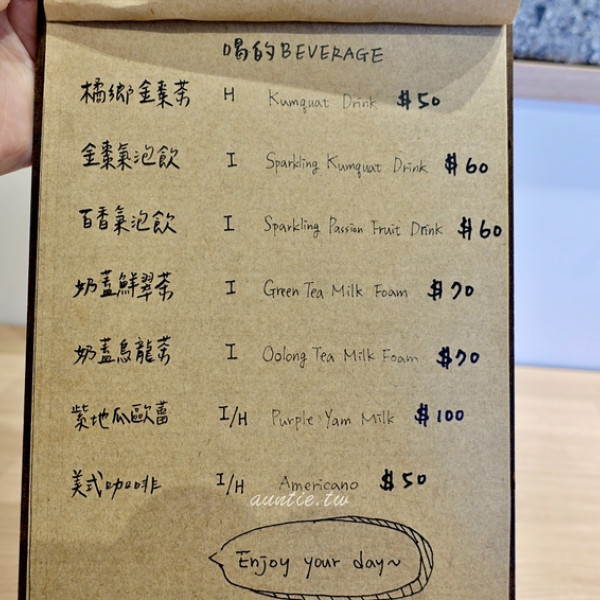 喝的BEVERAGE
橘鄉金棗茶 H Kumquat Drink $50
金棗氣泡飲 I Sparkling Kumquat Drink $60
百香氣泡飲 I Sparkling Passion Fruit Drink $60
奶蓋鮮翠茶 I Green Tea Milk Foam $70
奶蓋烏龍茶 I Oolong Tea Milk Foam $70
紫地瓜歐蕾 I/H Purple Yam Milk $100
美式咖啡 I/H Americano $50
auntie.tw
Enjoy your day~